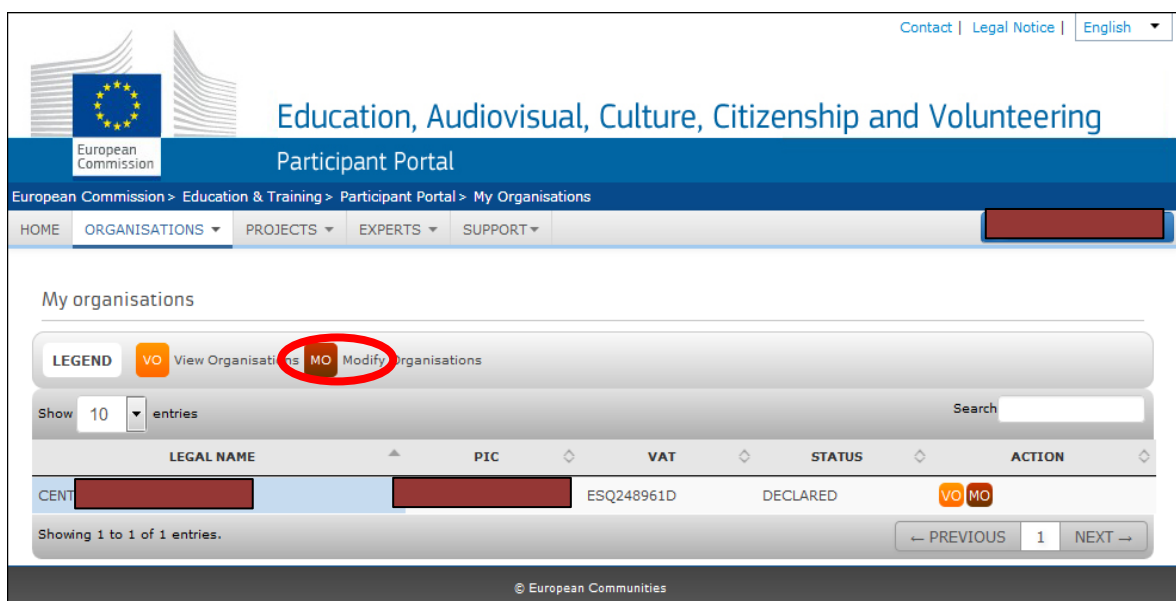 Contact | Legal Notice | English
Education, Audiovisual, Culture, Citizenship and Volunteering
European
Commission
Participant Portal
European Commission > Education & Training > Participant Portal > My Organisations
HOME ORGANISATIONS PROJECTS EXPERTS SUPPORT
My organisations
LEGEND VO View Organisations MO Modify Organisations
Show 10 entries Search
LEGAL NAME PIC VAT STATUS ACTION
CENT ESQ248961D DECLARED VO MO
Showing 1 to 1 of 1 entries. ← PREVIOUS 1 NEXT →
© European Communities